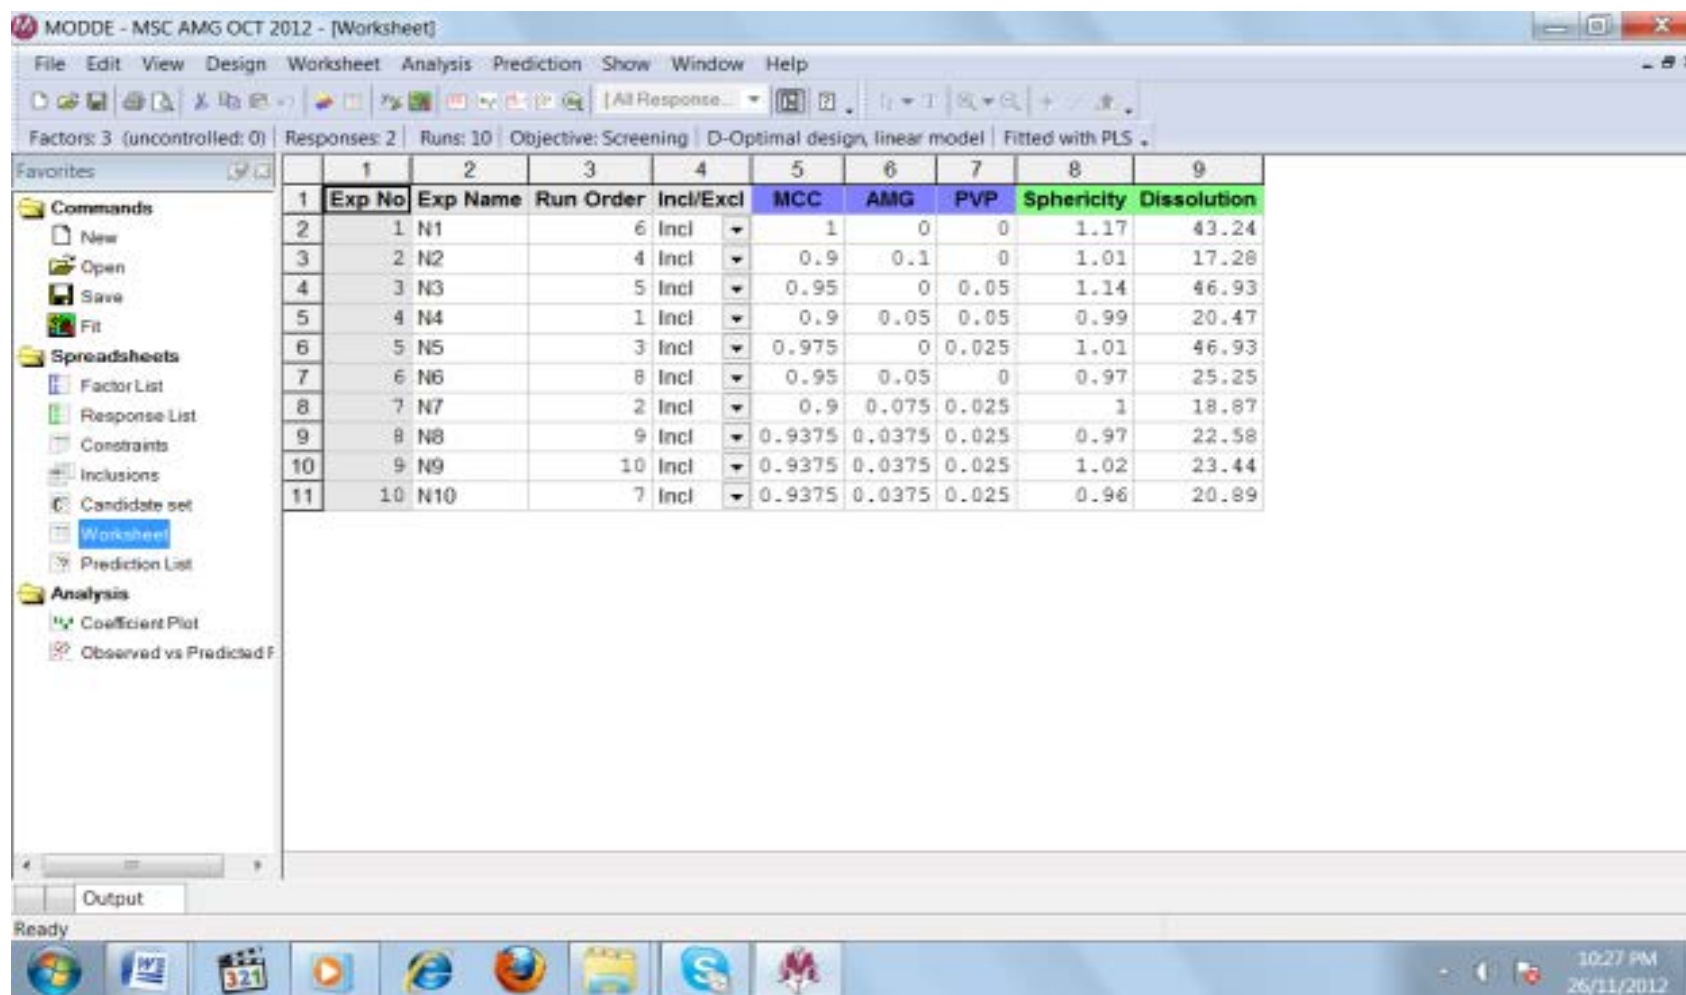 MODDE - MSC AMG OCT 2012 - [Worksheet]
File Edit View Design Worksheet Analysis Prediction Show Window Help
[All Response...
Factors: 3 (uncontrolled: 0) Responses: 2 Runs: 10 Objective: Screening D-Optimal design, linear model Fitted with PLS
Favorites
Commands
New
Open
Save
Fit
Spreadsheets
Factor List
Response List
Constraints
Inclusions
Candidate set
Worksheet
Prediction List
Analysis
Coefficient Plot
Observed vs Predicted F
1 2 3 4 5 6 7 8 9
1 Exp No Exp Name Run Order Incl/Excl MCC AMG PVP Sphericity Dissolution
2 1 N1 6 Incl 1 0 0 1.17 43.24
3 2 N2 4 Incl 0.9 0.1 0 1.01 17.28
4 3 N3 5 Incl 0.95 0 0.05 1.14 46.93
5 4 N4 1 Incl 0.9 0.05 0.05 0.99 20.47
6 5 N5 3 Incl 0.975 0 0.025 1.01 46.93
7 6 N6 8 Incl 0.95 0.05 0 0.97 25.25
8 7 N7 2 Incl 0.9 0.075 0.025 1 18.87
9 8 N8 9 Incl 0.9375 0.0375 0.025 0.97 22.58
10 9 N9 10 Incl 0.9375 0.0375 0.025 1.02 23.44
11 10 N10 7 Incl 0.9375 0.0375 0.025 0.96 20.89
Output
Ready
321
10:27 PM
26/11/2012